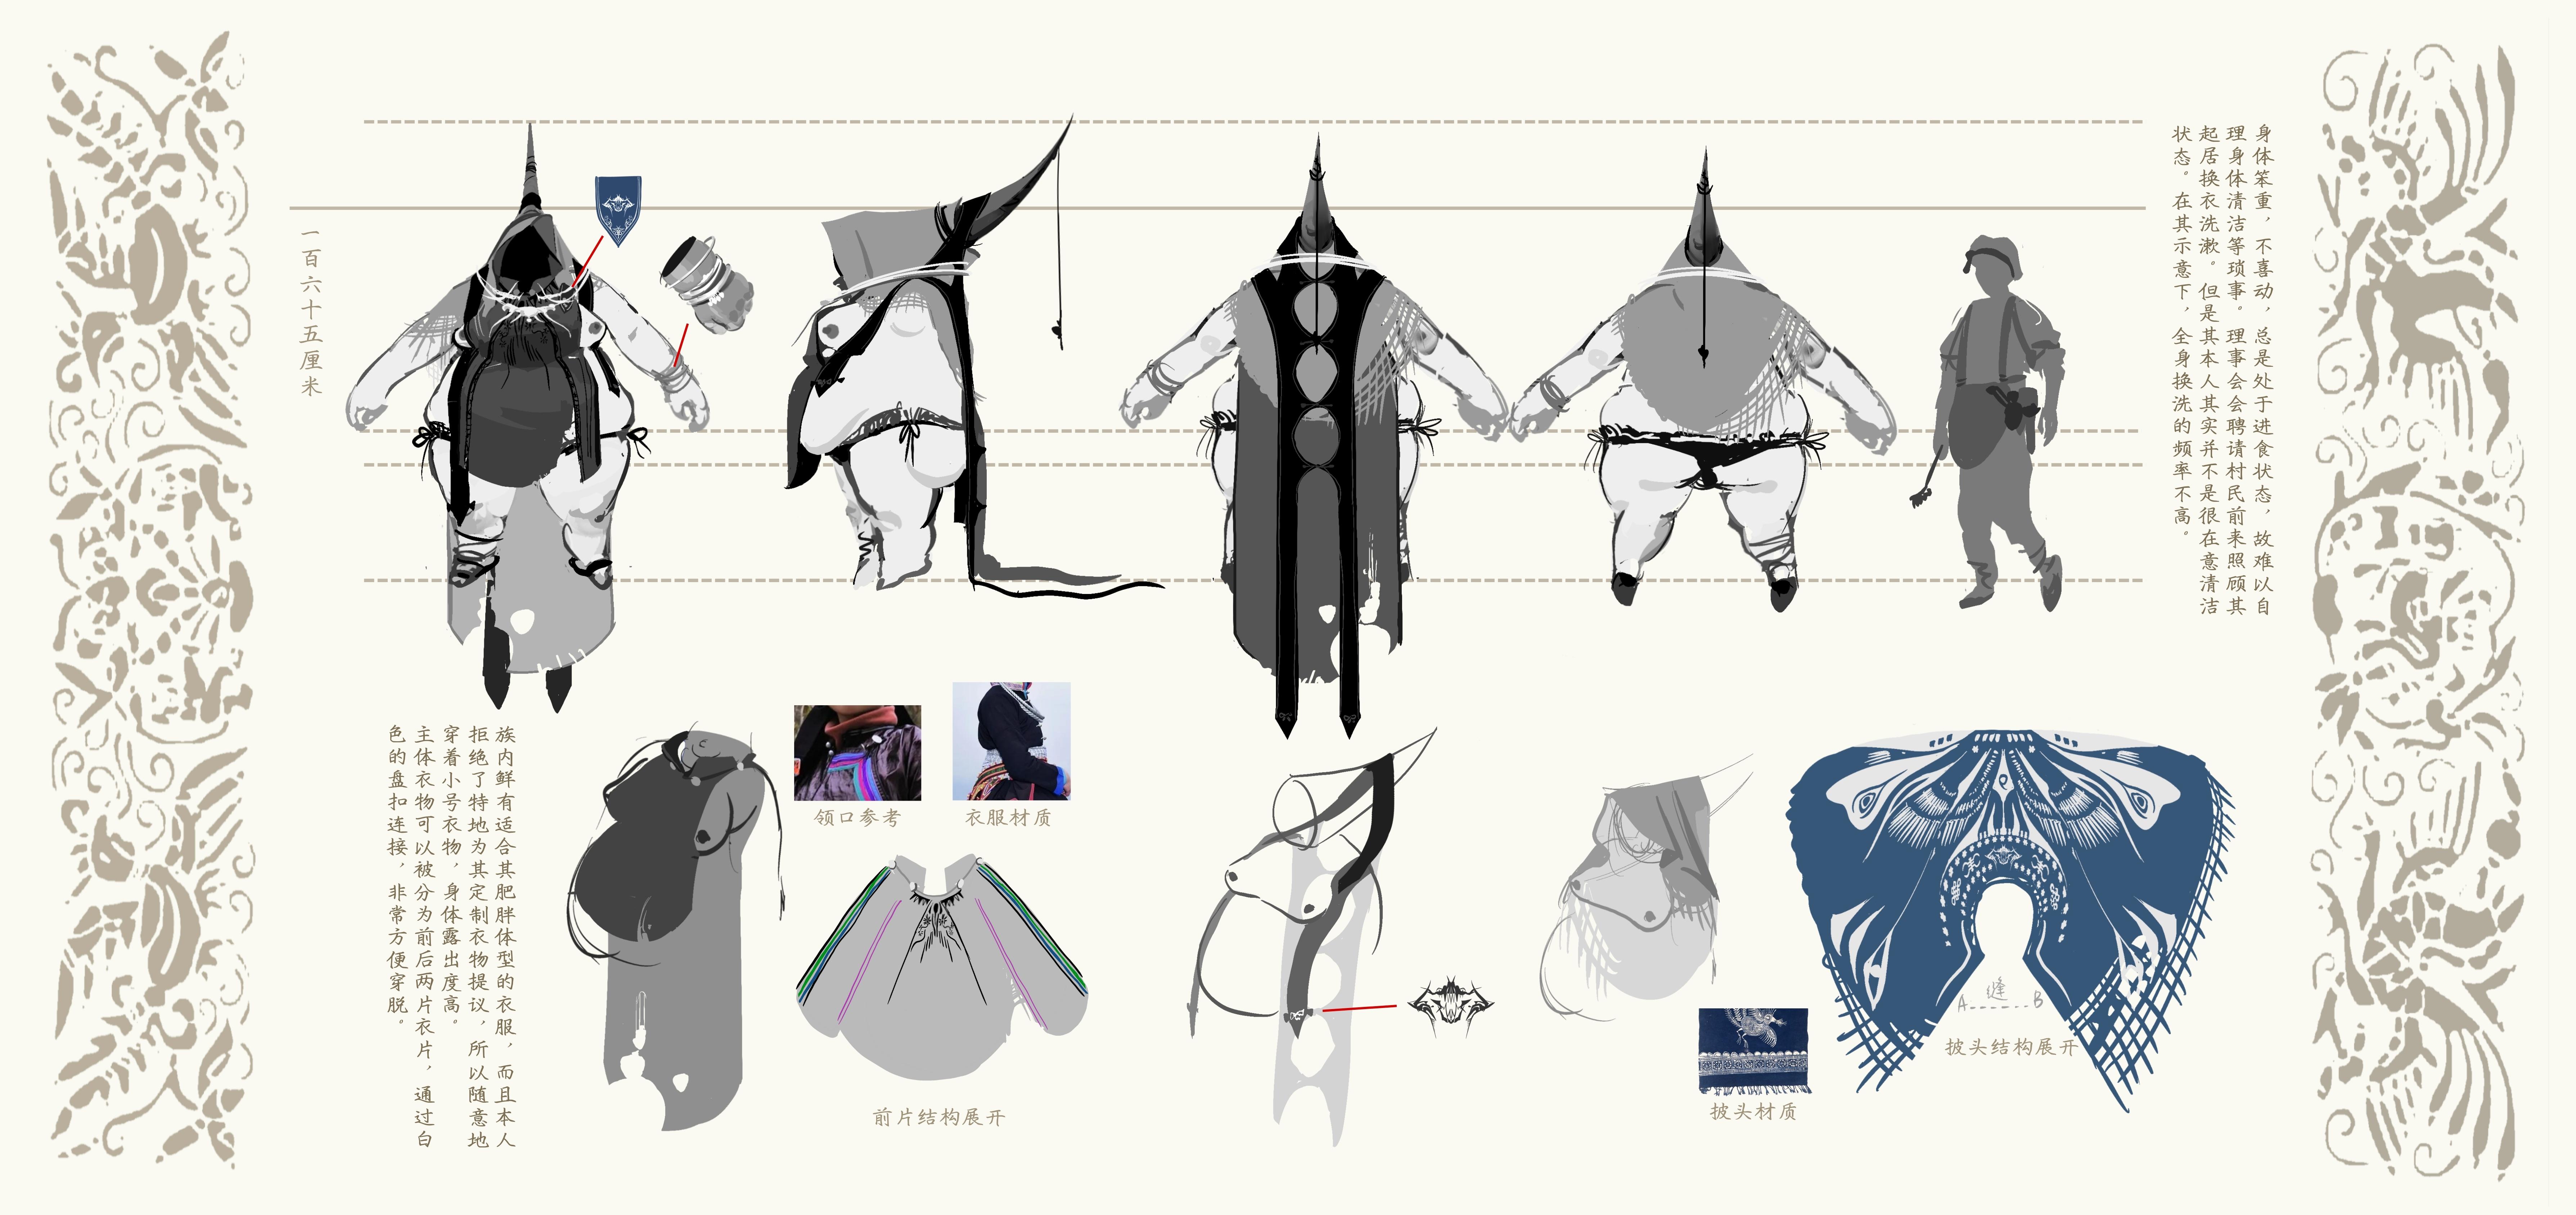 身体笨重，不喜动，总是处于进食状态，故难以自
理身体清洁等琐事。理事会会聘请村民前来照顾其
起居换衣洗漱。但是其本人其实并不是很在意清洁
状态。在其示意下，全身换洗的频率不高。
一百六十五厘米
族内鲜有适合其肥胖体型的衣服，而且本人
拒绝了特地为其定制衣物提议，所以随意地
穿着小号衣物，身体露出度高。
主体衣物可以被分为前后两片衣片，通过白
色的盘扣连接，非常方便穿脱。
领口参考
衣服材质
前片结构展开
披头材质
缝
A------B
披头结构展开